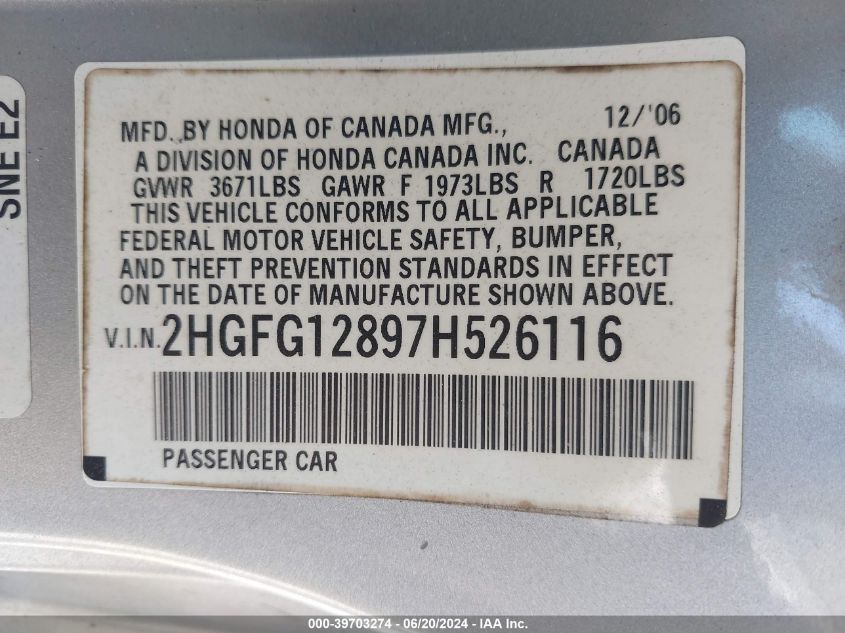 SNE E2
MFD. BY HONDA OF CANADA MFG., 12/'06
A DIVISION OF HONDA CANADA INC. CANADA
GVWR 3671LBS GAWR F 1973LBS R 1720LBS
THIS VEHICLE CONFORMS TO ALL APPLICABLE
FEDERAL MOTOR VEHICLE SAFETY, BUMPER,
AND THEFT PREVENTION STANDARDS IN EFFECT
ON THE DATE OF MANUFACTURE SHOWN ABOVE.
V.I.N. 2HGFG12897H526116
PASSENGER CAR
000-39703274 - 06/20/2024 - IAA Inc.